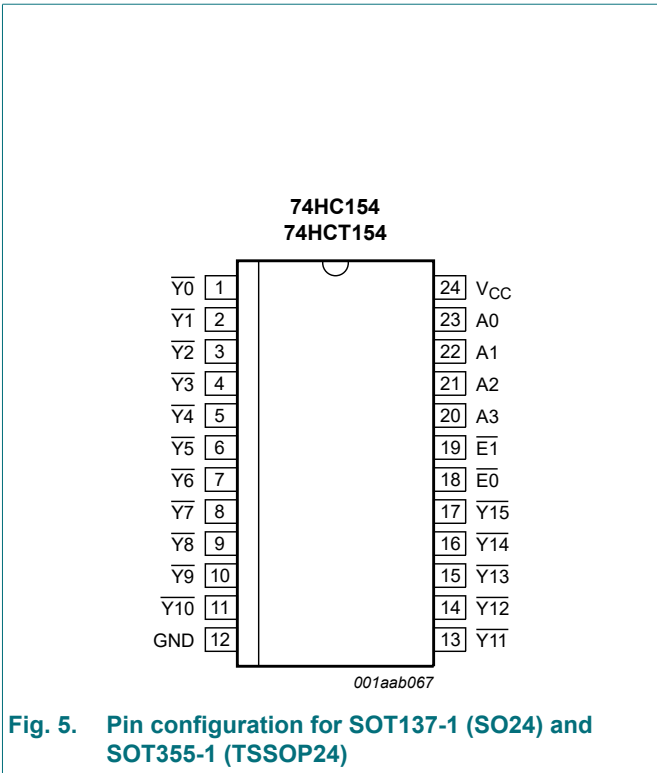 74HC154
74HCT154
Y0 1 24 VCC
Y1 2 23 A0
Y2 3 22 A1
Y3 4 21 A2
Y4 5 20 A3
Y5 6 19 E1
Y6 7 18 E0
Y7 8 17 Y15
Y8 9 16 Y14
Y9 10 15 Y13
Y10 11 14 Y12
GND 12 13 Y11
001aab067
Fig. 5. Pin configuration for SOT137-1 (SO24) and
SOT355-1 (TSSOP24)